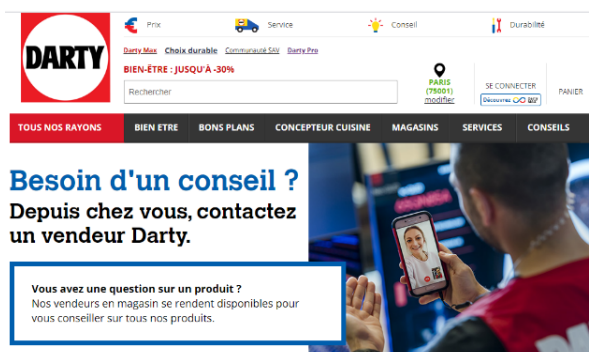 € Prix Service Conseil Durabilité
DARTY
Darty Max Choix durable Communauté SAV Darty Pro
BIEN-ÊTRE : JUSQU'À -30%
Rechercher
PARIS
(75001)
modifier
SE CONNECTER
Découvrez
PANIER
TOUS NOS RAYONS BIEN ETRE BONS PLANS CONCEPTEUR CUISINE MAGASINS SERVICES CONSEILS
Besoin d'un conseil ?
Depuis chez vous, contactez
un vendeur Darty.
Vous avez une question sur un produit ?
Nos vendeurs en magasin se rendent disponibles pour
vous conseiller sur tous nos produits.